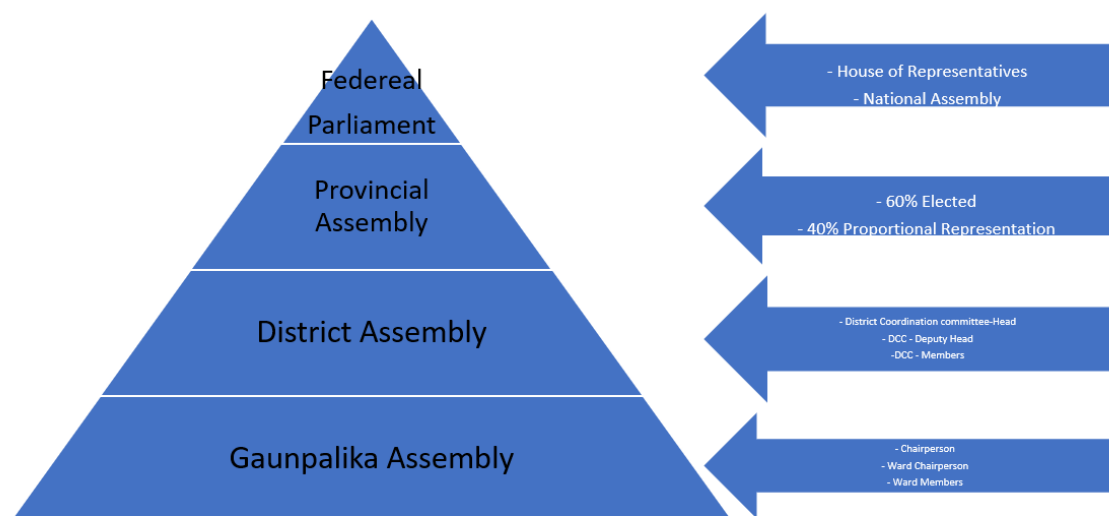 Federeal
Parliament
- House of Representatives
- National Assembly
Provincial
Assembly
- 60% Elected
- 40% Proportional Representation
District Assembly
- District Coordination committee-Head
- DCC - Deputy Head
-DCC - Members
Gaunpalika Assembly
- Chairperson
- Ward Chairperson
- Ward Members